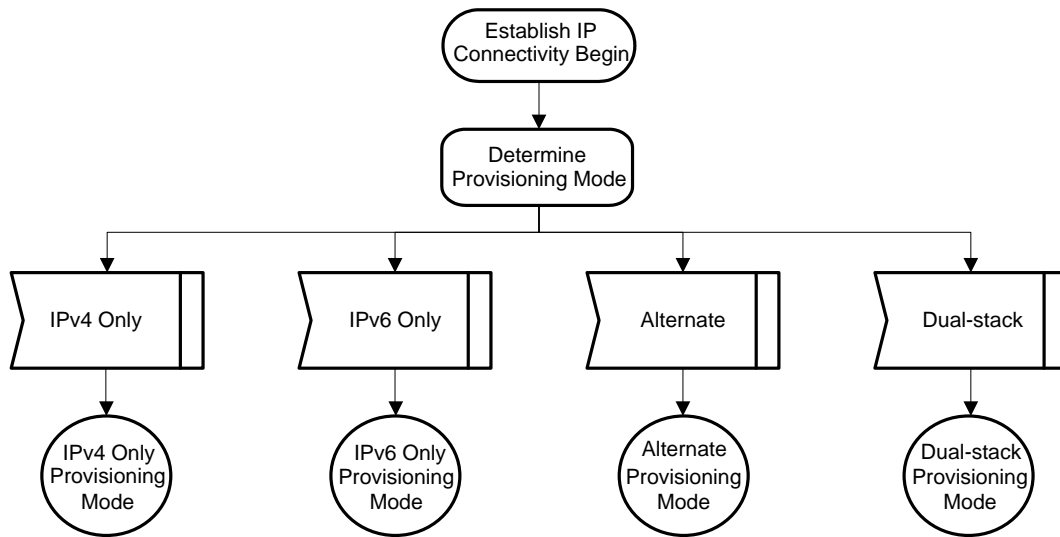 Establish IP
Connectivity Begin
Determine
Provisioning Mode
IPv4 Only
IPv6 Only
Alternate
Dual-stack
IPv4 Only
Provisioning
Mode
IPv6 Only
Provisioning
Mode
Alternate
Provisioning
Mode
Dual-stack
Provisioning
Mode